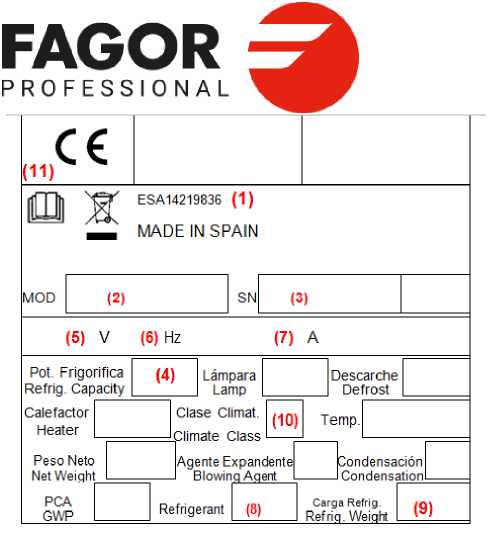 FAGOR
PROFESSIONAL
CE
(11)
ESA14219836 (1)
MADE IN SPAIN
MOD (2) SN (3)
(5) V (6) Hz (7) A
Pot. Frigorifica (4) Lámpara Descarche
Refrig. Capacity Lamp Defrost
Calefactor Clase Climat. (10) Temp.
Heater Climate Class
Peso Neto Agente Expandente Condensación
Net Weight Blowing Agent Condensation
PCA Refrigerant (8) Carga Refrig. (9)
GWP Refrig. Weight